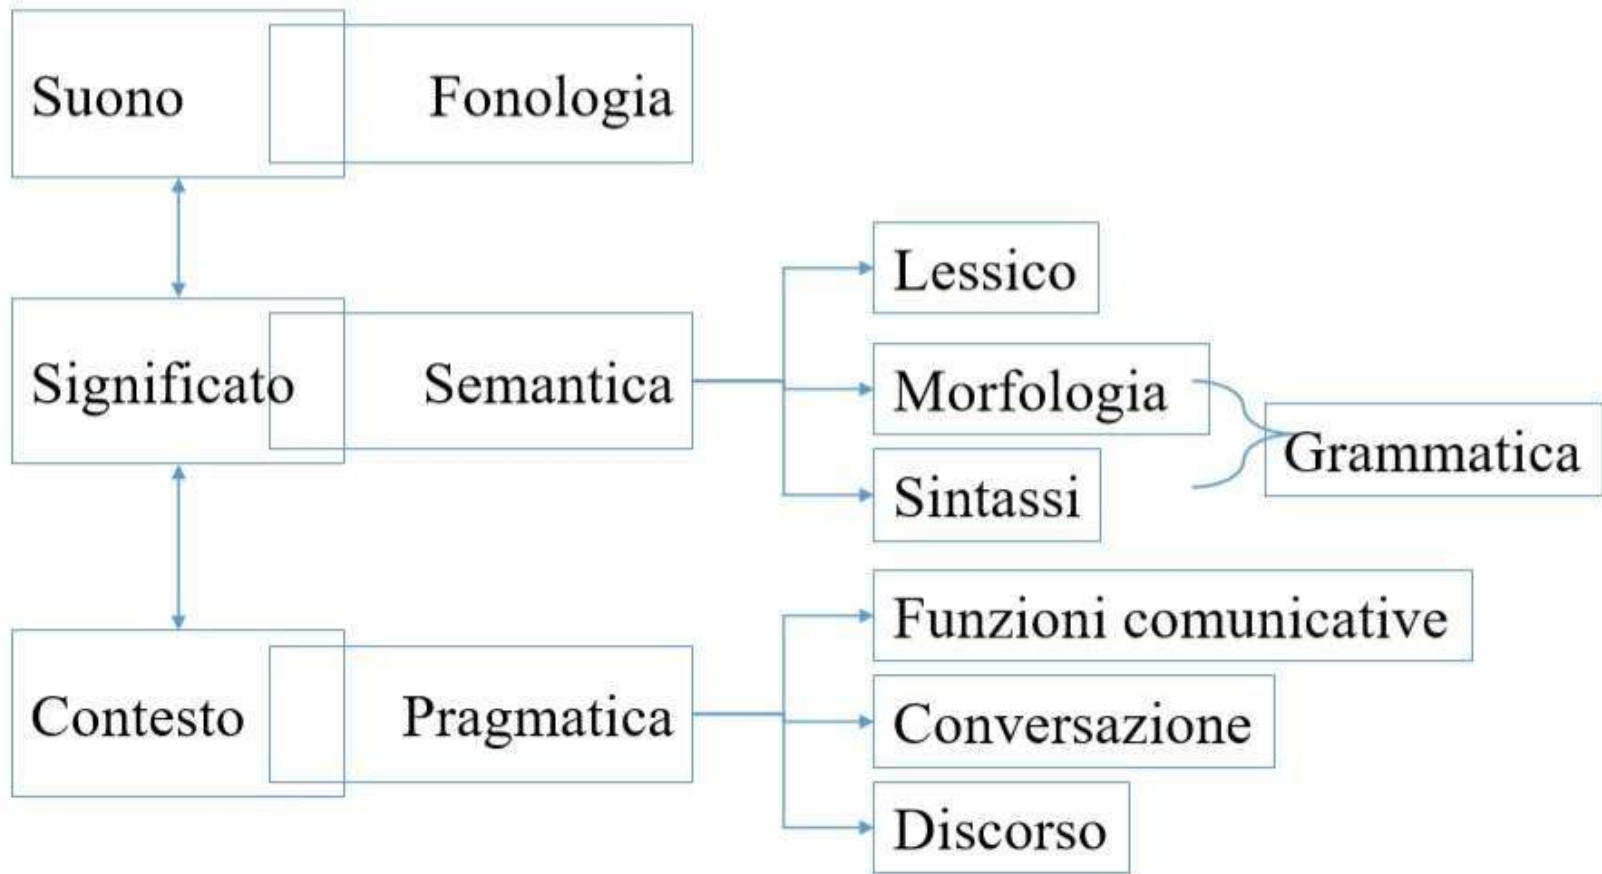 Suono
Fonologia
Significato
Semantica
Lessico
Morfologia
Sintassi
Grammatica
Contesto
Pragmatica
Funzioni comunicative
Conversazione
Discorso